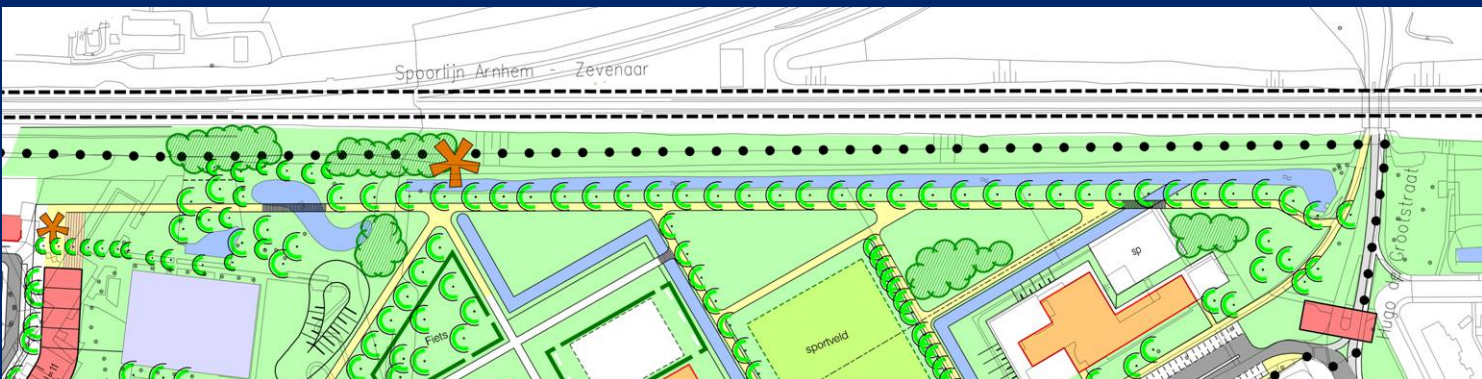 Spoorlijn Arnhem - Zevenaar
Hugo de Grootstraat
sp
Fiets
sportveld